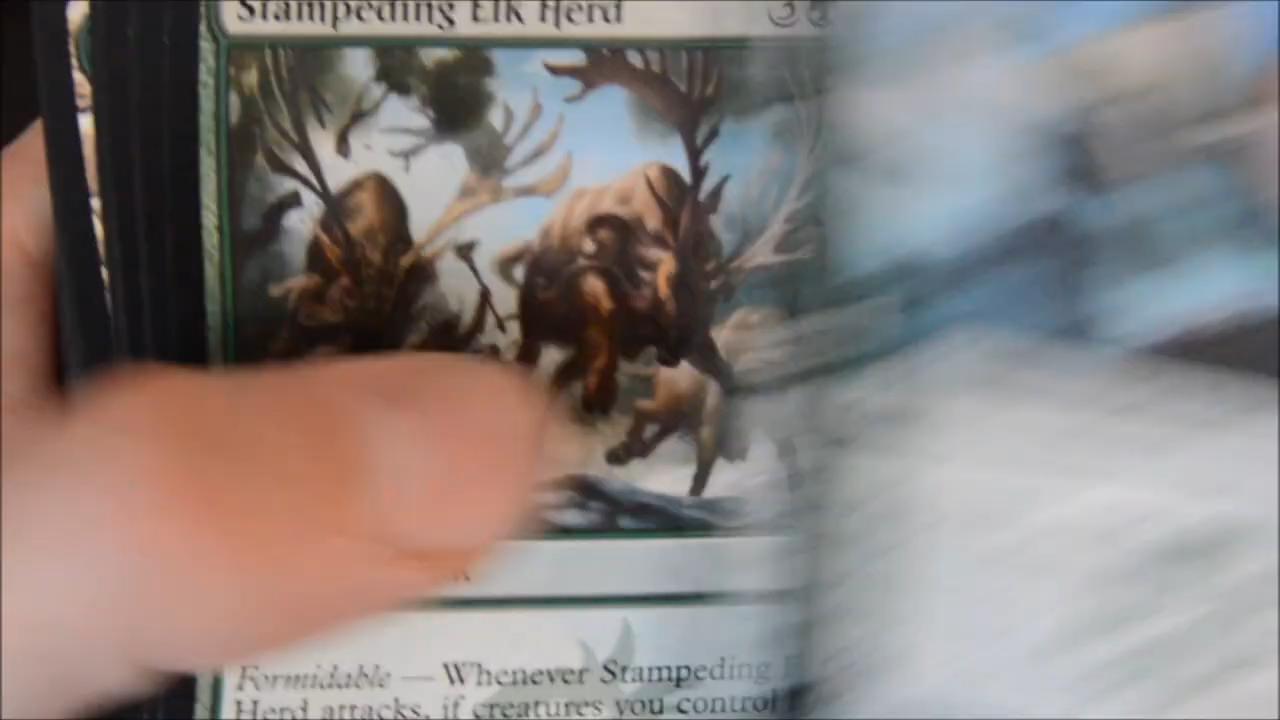 Stampeding Elk Herd
Formidable — Whenever Stampeding
Herd attacks, if creatures you control